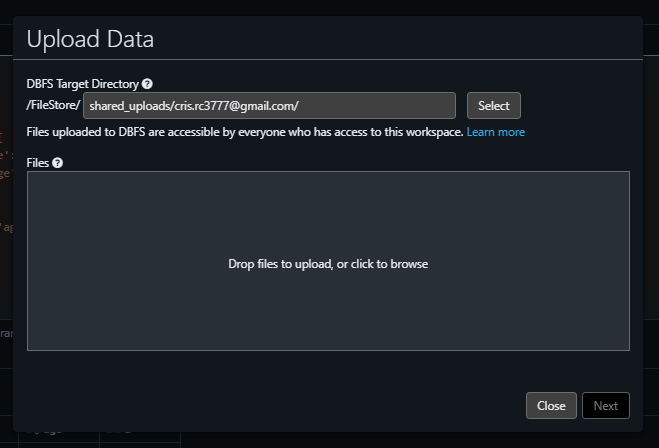 Upload Data
DBFS Target Directory ?
/FileStore/ shared_uploads/cris.rc3777@gmail.com/ Select
Files uploaded to DBFS are accessible by everyone who has access to this workspace. Learn more
Files ?
Drop files to upload, or click to browse
Close Next